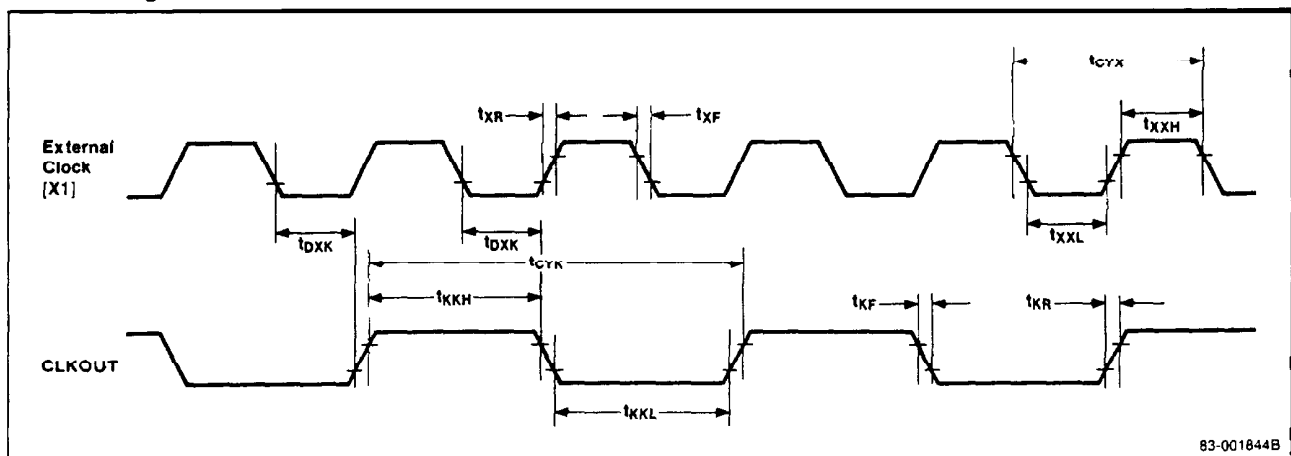 tCYX
tXR
tXF
tXXH
External
Clock
[X1]
tDXK
tDXK
tXXL
tCYK
tKKH
tKF
tKR
CLKOUT
tKKL
83-001844B